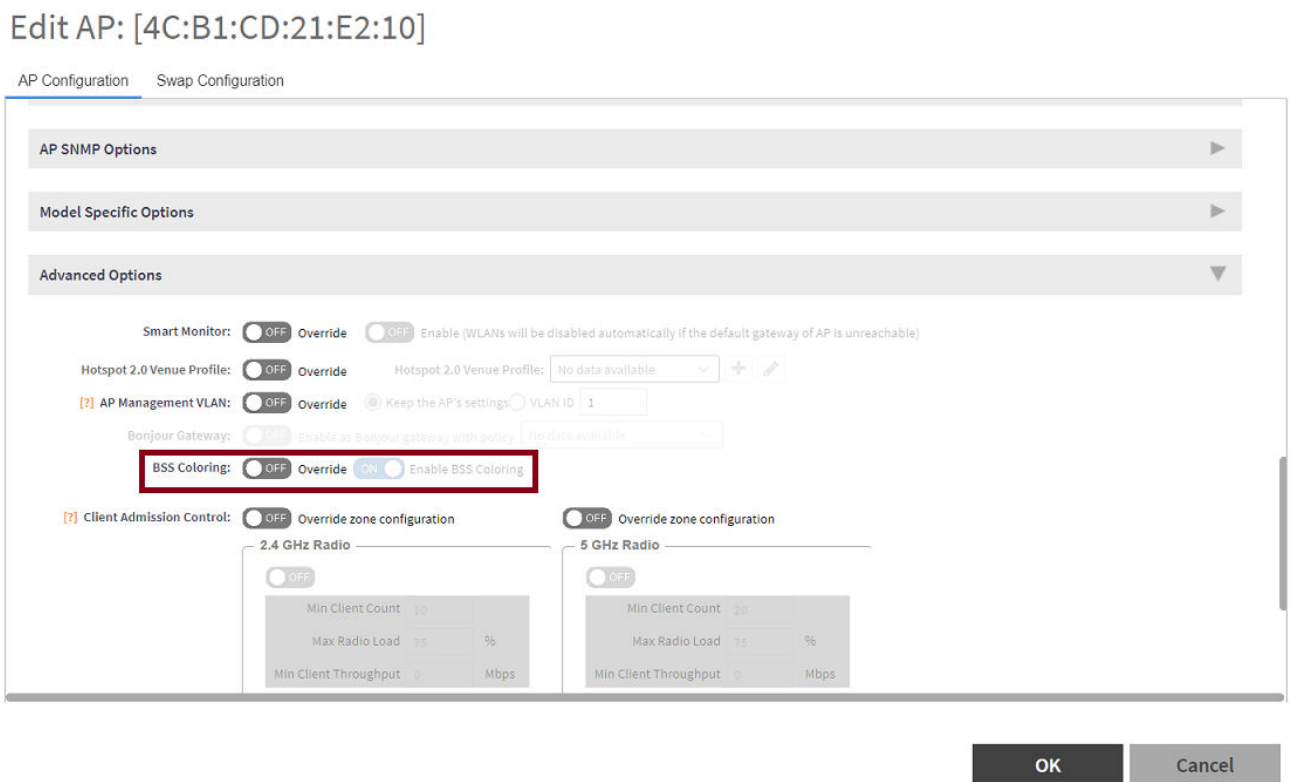 Edit AP: [4C:B1:CD:21:E2:10]
AP Configuration Swap Configuration
AP SNMP Options
Model Specific Options
Advanced Options
Smart Monitor: OFF Override OFF Enable (WLANs will be disabled automatically if the default gateway of AP is unreachable)
Hotspot 2.0 Venue Profile: OFF Override Hotspot 2.0 Venue Profile: No data available
[?] AP Management VLAN: OFF Override Keep the AP's settings VLAN ID 1
Bonjour Gateway: OFF Enable as Bonjour gateway with policy No data available
BSS Coloring: OFF Override ON Enable BSS Coloring
[?] Client Admission Control: OFF Override zone configuration OFF Override zone configuration
2.4 GHz Radio 5 GHz Radio
OFF OFF
Min Client Count 10 Min Client Count 20
Max Radio Load 75 % Max Radio Load 75 %
Min Client Throughput 0 Mbps Min Client Throughput 0 Mbps
OK Cancel